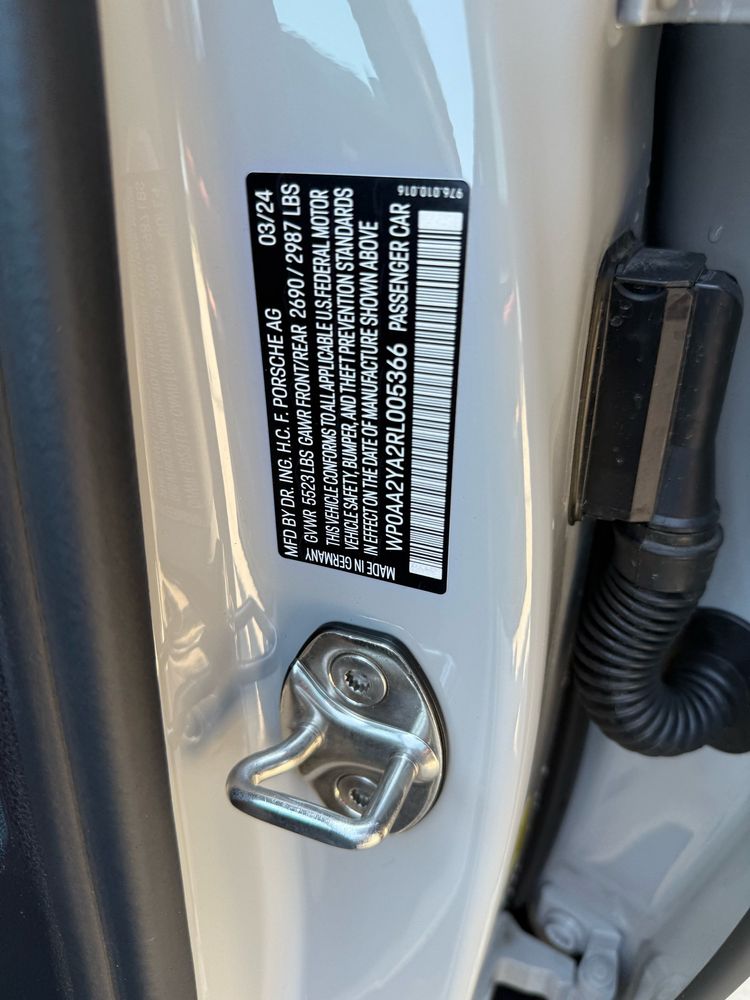 MFD BY DR. ING. H.C. F. PORSCHE AG 03/24
GVWR 5523 LBS GAWR FRONT/REAR 2690 / 2987 LBS
THIS VEHICLE CONFORMS TO ALL APPLICABLE U.S.FEDERAL MOTOR
VEHICLE SAFETY, BUMPER, AND THEFT PREVENTION STANDARDS
IN EFFECT ON THE DATE OF MANUFACTURE SHOWN ABOVE
MADE IN GERMANY WP0AA2YA2RL005366 PASSENGER CAR
976.010.016